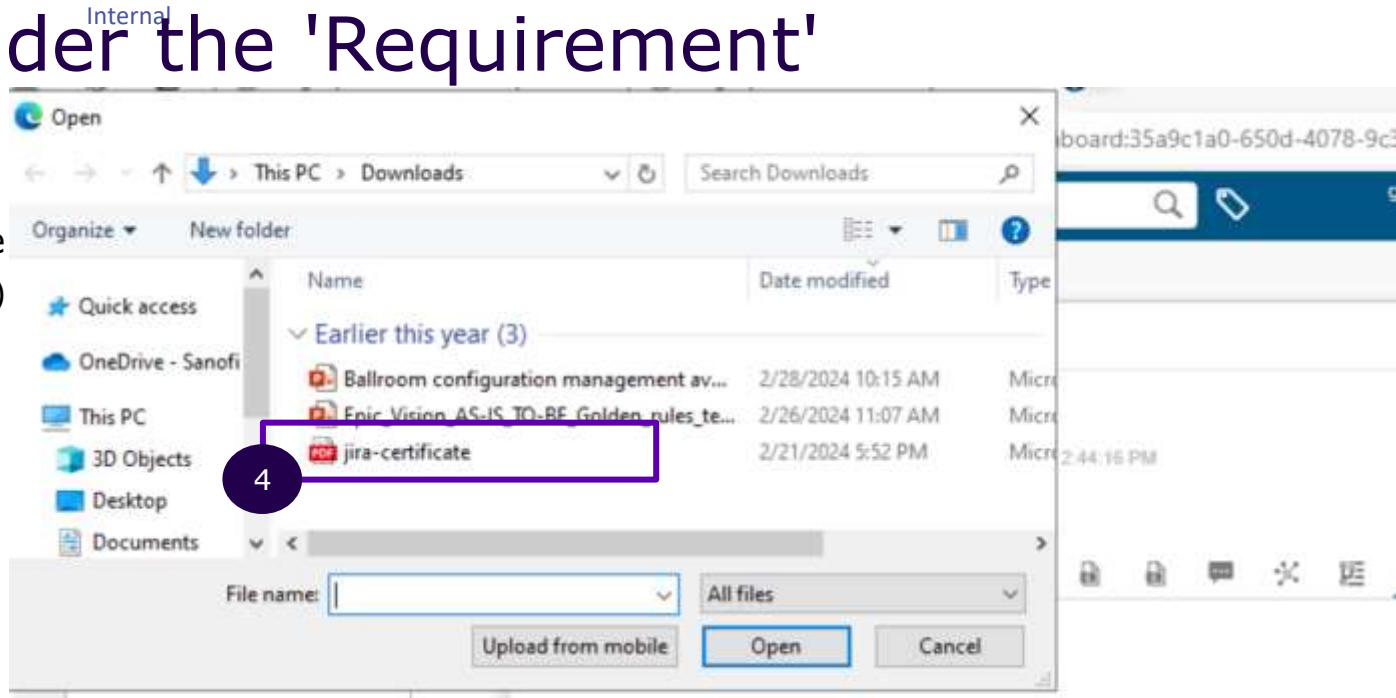 Internal
der the 'Requirement'
Open
board:35a9c1a0-650d-4078-9c3
This PC > Downloads
Search Downloads
Organize
New folder
e
)
Name
Date modified
Type
Quick access
Earlier this year (3)
OneDrive - Sanofi
Ballroom configuration management av... 2/28/2024 10:15 AM Micro
This PC
Epic_Vision_AS-IS_TO-BE_Golden_rules_te... 2/26/2024 11:07 AM Micro
3D Objects
jira-certificate 2/21/2024 5:52 PM Micro
2:44:16 PM
4
Desktop
Documents
File name:
All files
Upload from mobile
Open
Cancel